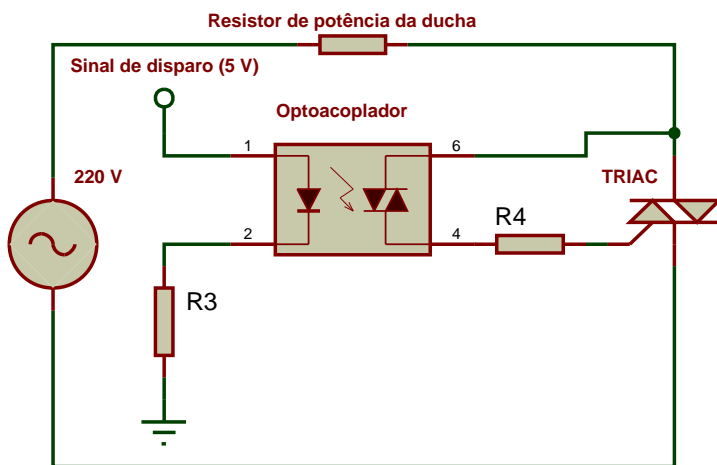 Resistor de potência da ducha
Sinal de disparo (5 V)
Optoacoplador
1
6
220 V
TRIAC
R4
2
4
R3